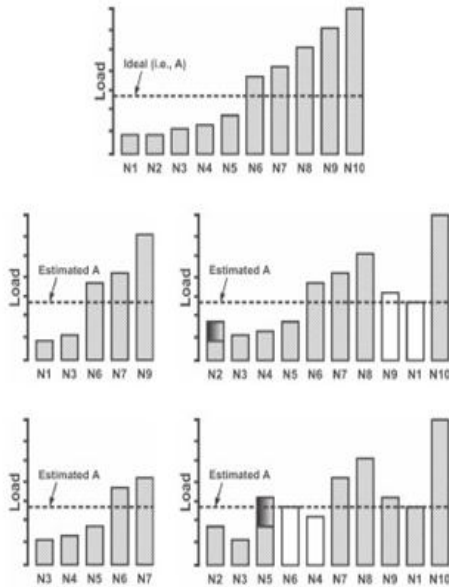 Load
Ideal (i.e., A)
N1 N2 N3 N4 N5 N6 N7 N8 N9 N10
Load
Estimated A
N1 N3 N6 N7 N9
Load
Estimated A
N2 N3 N4 N5 N6 N7 N8 N9 N1 N10
Load
Estimated A
N3 N4 N5 N6 N7
Load
Estimated A
N2 N3 N5 N6 N4 N7 N8 N9 N1 N10